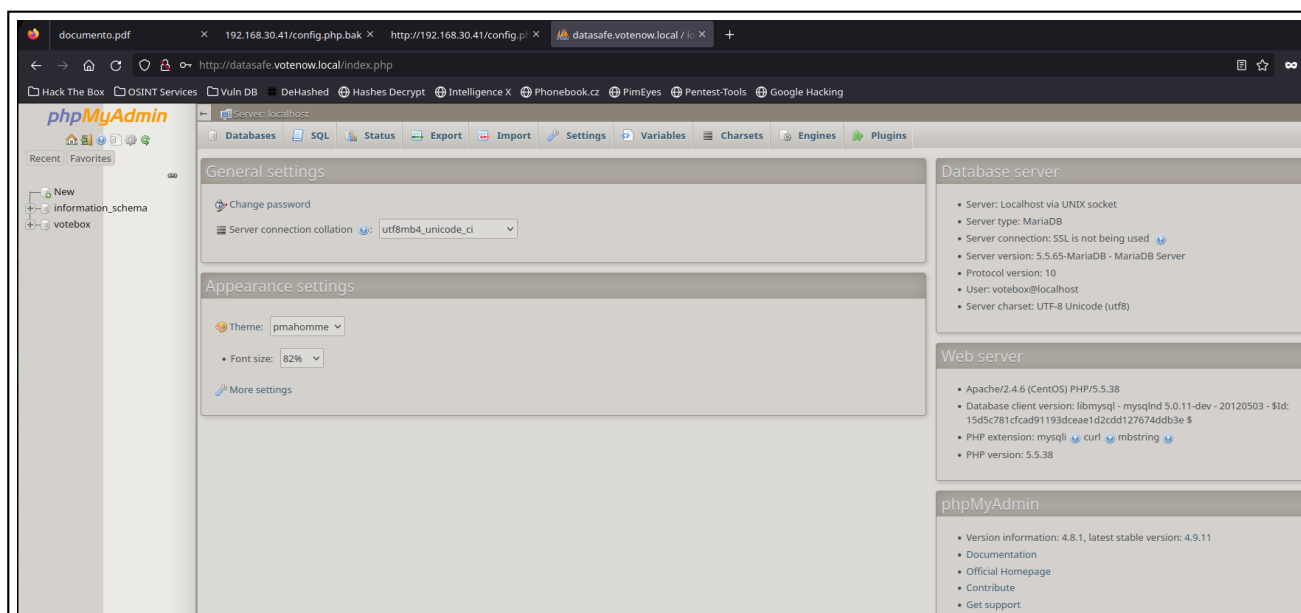 documento.pdf × 192.168.30.41/config.php.bak × http://192.168.30.41/config.pl × datasafe.votenow.local / lo × +
http://datasafe.votenow.local/index.php
Hack The Box OSINT Services Vuln DB DeHashed Hashes Decrypt Intelligence X Phonebook.cz PimEyes Pentest-Tools Google Hacking
phpMyAdmin
Recent Favorites
New
information_schema
votebox
Server: localhost
Databases SQL Status Export Import Settings Variables Charsets Engines Plugins
General settings
Change password
Server connection collation : utf8mb4_unicode_ci
Appearance settings
Theme: pmahomme
• Font size: 82%
More settings
Database server
• Server: Localhost via UNIX socket
• Server type: MariaDB
• Server connection: SSL is not being used
• Server version: 5.5.65-MariaDB - MariaDB Server
• Protocol version: 10
• User: votebox@localhost
• Server charset: UTF-8 Unicode (utf8)
Web server
• Apache/2.4.6 (CentOS) PHP/5.5.38
• Database client version: libmysql - mysqlnd 5.0.11-dev - 20120503 - $Id:
15d5c781cfcad91193dceae1d2cdd127674ddb3e $
• PHP extension: mysqli curl mbstring
• PHP version: 5.5.38
phpMyAdmin
• Version information: 4.8.1, latest stable version: 4.9.11
• Documentation
• Official Homepage
• Contribute
• Get support